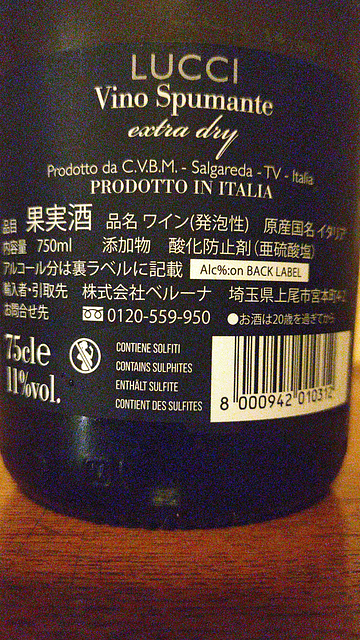 LUCCI
Vino Spumante
extra dry
Prodotto da C.V.B.M. - Salgareda - TV - Italia
PRODOTTO IN ITALIA
品目 果実酒 品名 ワイン(発泡性) 原産国名 イタリア
内容量 750ml 添加物 酸化防止剤(亜硫酸塩)
アルコール分は裏ラベルに記載 Alc%:on BACK LABEL
輸入者・引取先 株式会社ベルーナ 埼玉県上尾市宮本町4-2
お問合せ先 0120-559-950 ●お酒は20歳を過ぎてから
75cl e
11%vol.
CONTIENE SOLFITI
CONTAINS SULPHITES
ENTHÄLT SULFITE
CONTIENT DES SULFITES
8 000942 010312